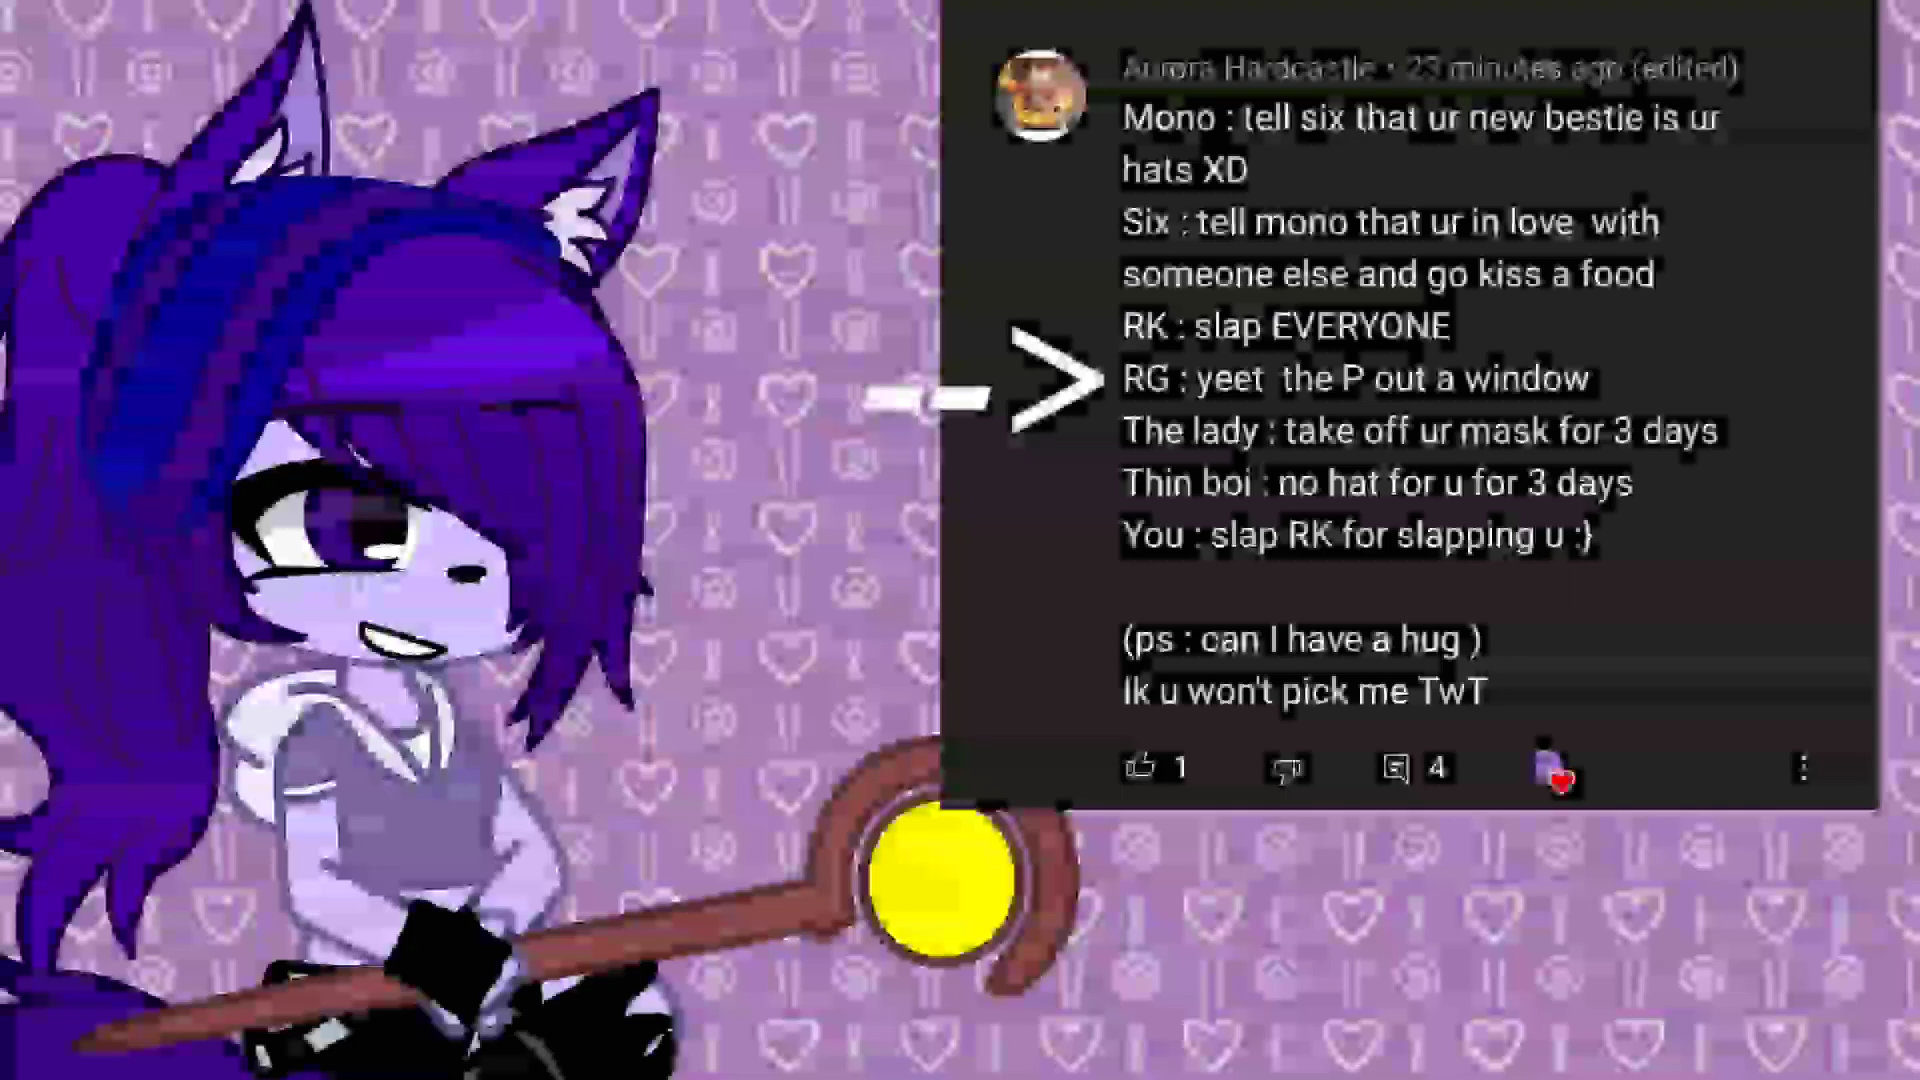 Aurora Hardcastle · 23 minutes ago (edited)
Mono : tell six that ur new bestie is ur
hats XD
Six : tell mono that ur in love with
someone else and go kiss a food
RK : slap EVERYONE
--> RG : yeet the P out a window
The lady : take off ur mask for 3 days
Thin boi : no hat for u for 3 days
You : slap RK for slapping u :}
(ps : can I have a hug )
Ik u won't pick me TwT
1 4